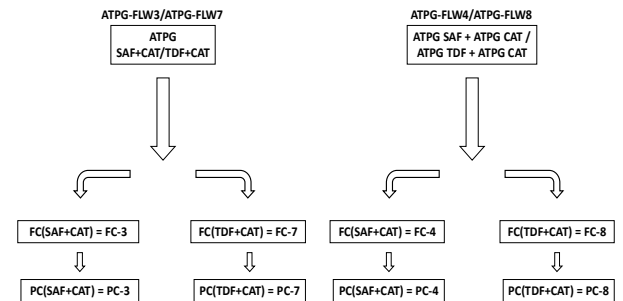 ATPG-FLW3/ATPG-FLW7
ATPG
SAF+CAT/TDF+CAT
ATPG-FLW4/ATPG-FLW8
ATPG SAF + ATPG CAT /
ATPG TDF + ATPG CAT
FC(SAF+CAT) = FC-3
FC(TDF+CAT) = FC-7
FC(SAF+CAT) = FC-4
FC(TDF+CAT) = FC-8
PC(SAF+CAT) = PC-3
PC(TDF+CAT) = PC-7
PC(SAF+CAT) = PC-4
PC(TDF+CAT) = PC-8